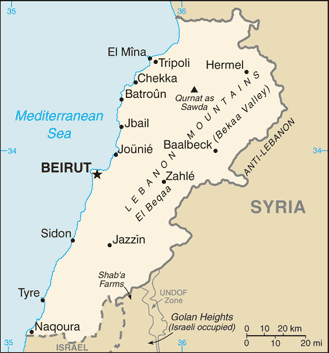 35
36
El Mîna
Tripoli
Chekka
Hermel
Batroûn
Qurnat as
Sawda
Mediterranean
Sea
Jbail
LEBANON MOUNTAINS
(Bekaa Valley)
Joûnié
Baalbeck
34
34
ANTI-LEBANON
BEIRUT
Zahlé
El Beqaa
SYRIA
Sidon
Jazzîn
Shab'a
Farms
UNDOF
Zone
Tyre
Golan Heights
(Israeli occupied)
Naqoura
ISRAEL
0 10 20 km
0 10 20 mi
35
36